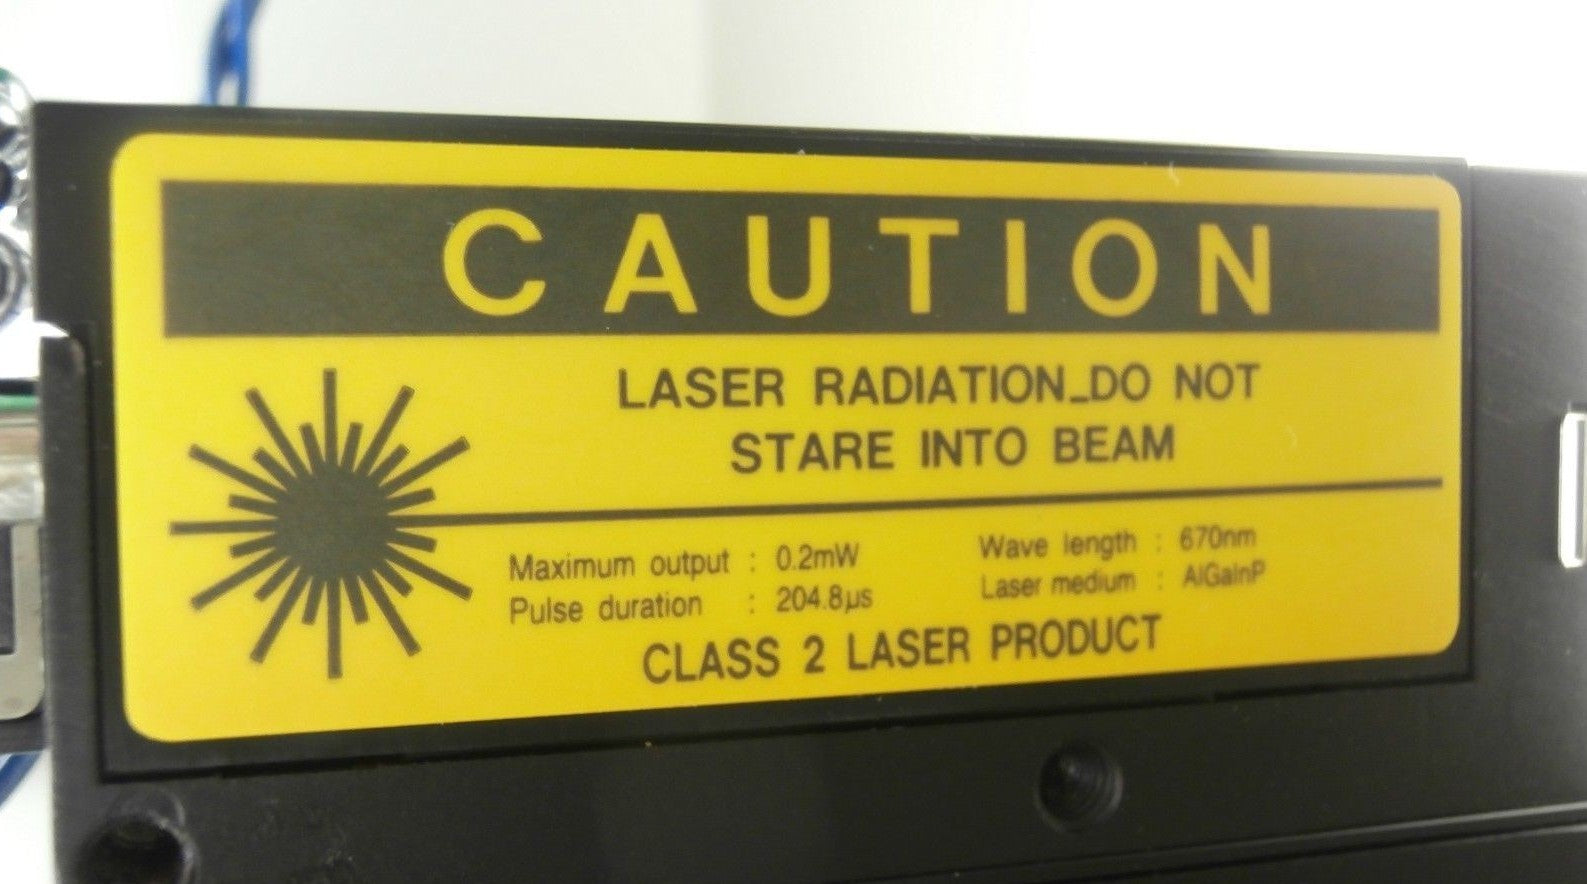 CAUTION
LASER RADIATION_DO NOT
STARE INTO BEAM
Maximum output : 0.2mW Wave length : 670nm
Pulse duration : 204.8µs Laser medium : AlGaInP
CLASS 2 LASER PRODUCT